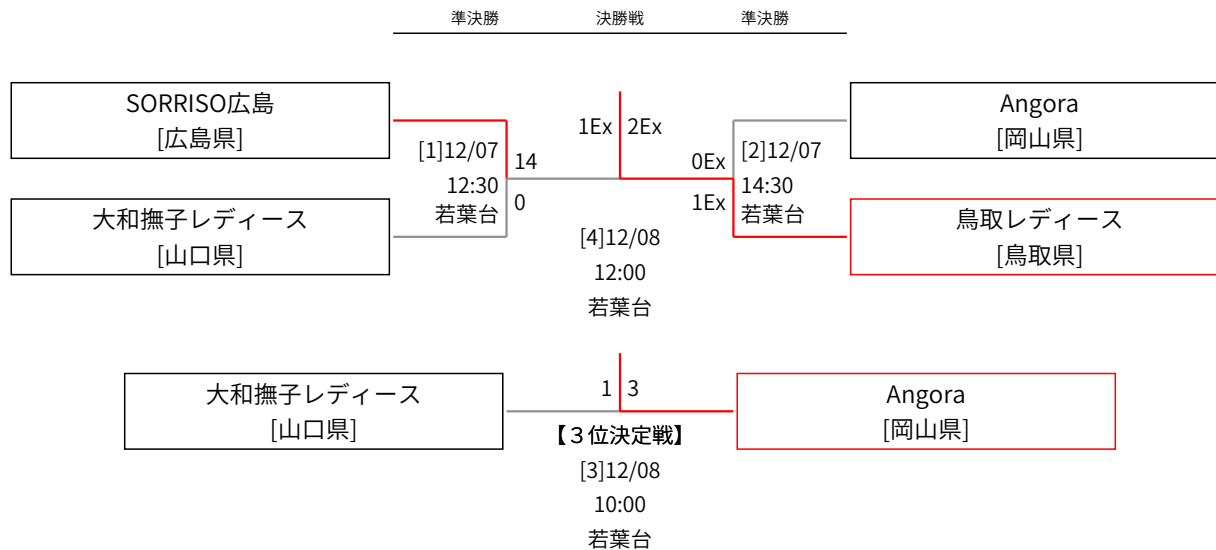 準決勝 決勝戦 準決勝
SORRISO広島
[広島県]
大和撫子レディース
[山口県]
[1]12/07
12:30
若葉台
14
0
1Ex 2Ex
[4]12/08
12:00
若葉台
0Ex
1Ex
[2]12/07
14:30
若葉台
Angora
[岡山県]
鳥取レディース
[鳥取県]
大和撫子レディース
[山口県]
1 3
【３位決定戦】
[3]12/08
10:00
若葉台
Angora
[岡山県]